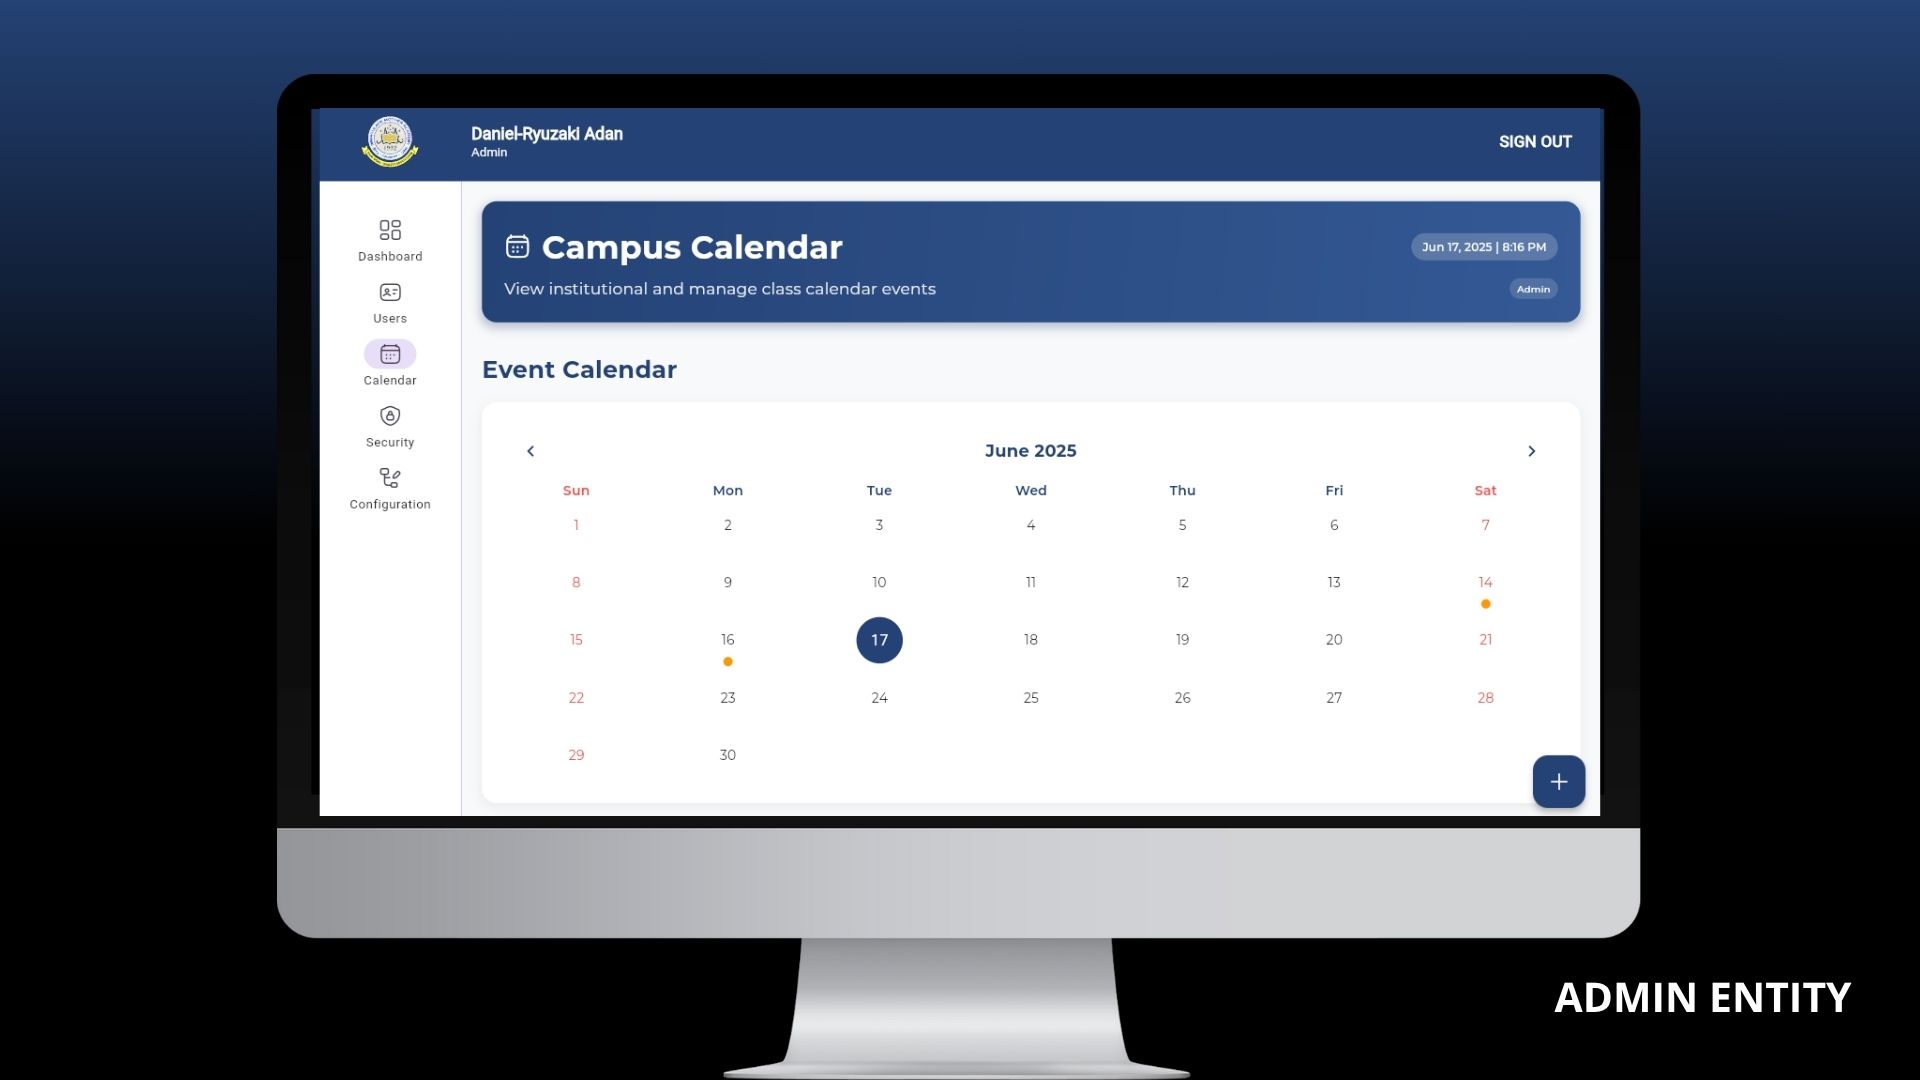 Daniel-Ryuzaki Adan
Admin
SIGN OUT
Dashboard
Users
Calendar
Security
Configuration
Campus Calendar
Jun 17, 2025 | 8:16 PM
View institutional and manage class calendar events
Admin
Event Calendar
June 2025
Sun Mon Tue Wed Thu Fri Sat
1 2 3 4 5 6 7
8 9 10 11 12 13 14
15 16 17 18 19 20 21
22 23 24 25 26 27 28
29 30
ADMIN ENTITY